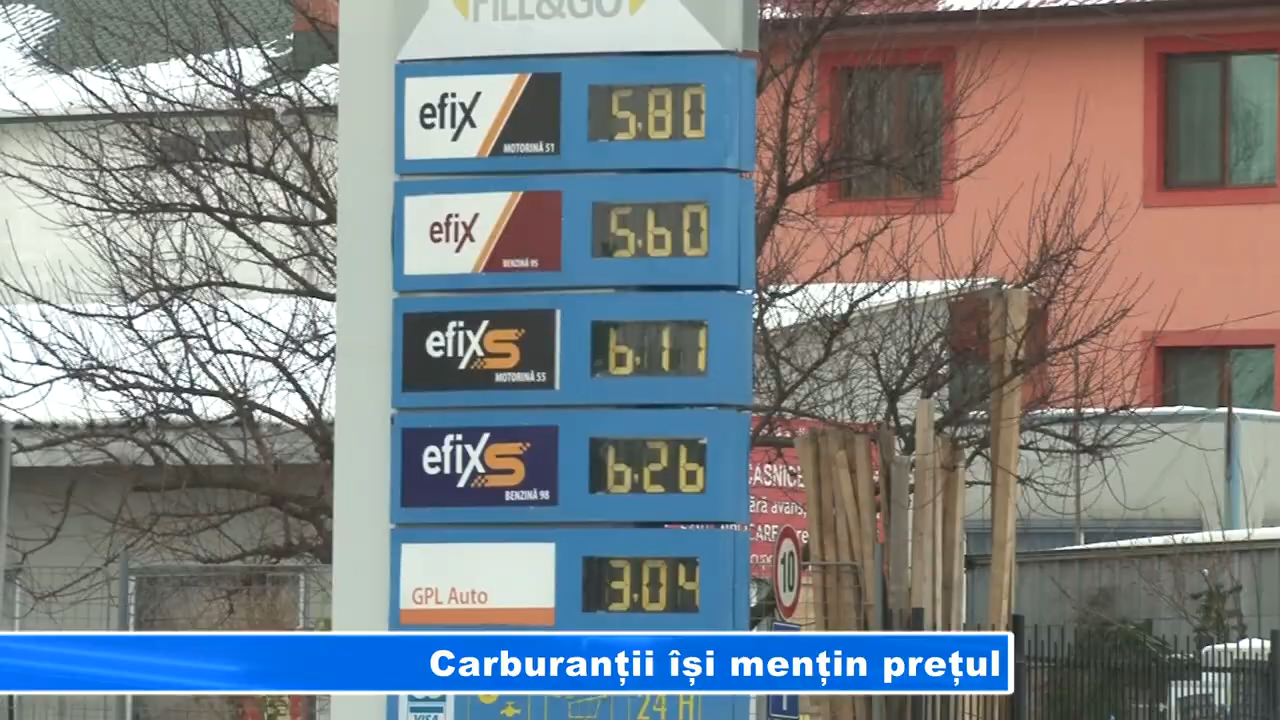 FILL&GO
efix
MOTORINĂ 51
5.80
efix
BENZINĂ 95
5.60
efixS
MOTORINĂ 55
6.11
efixS
BENZINĂ 98
6.26
GPL Auto
3.04
10
Carburanții își mențin prețul
VISA
24 H